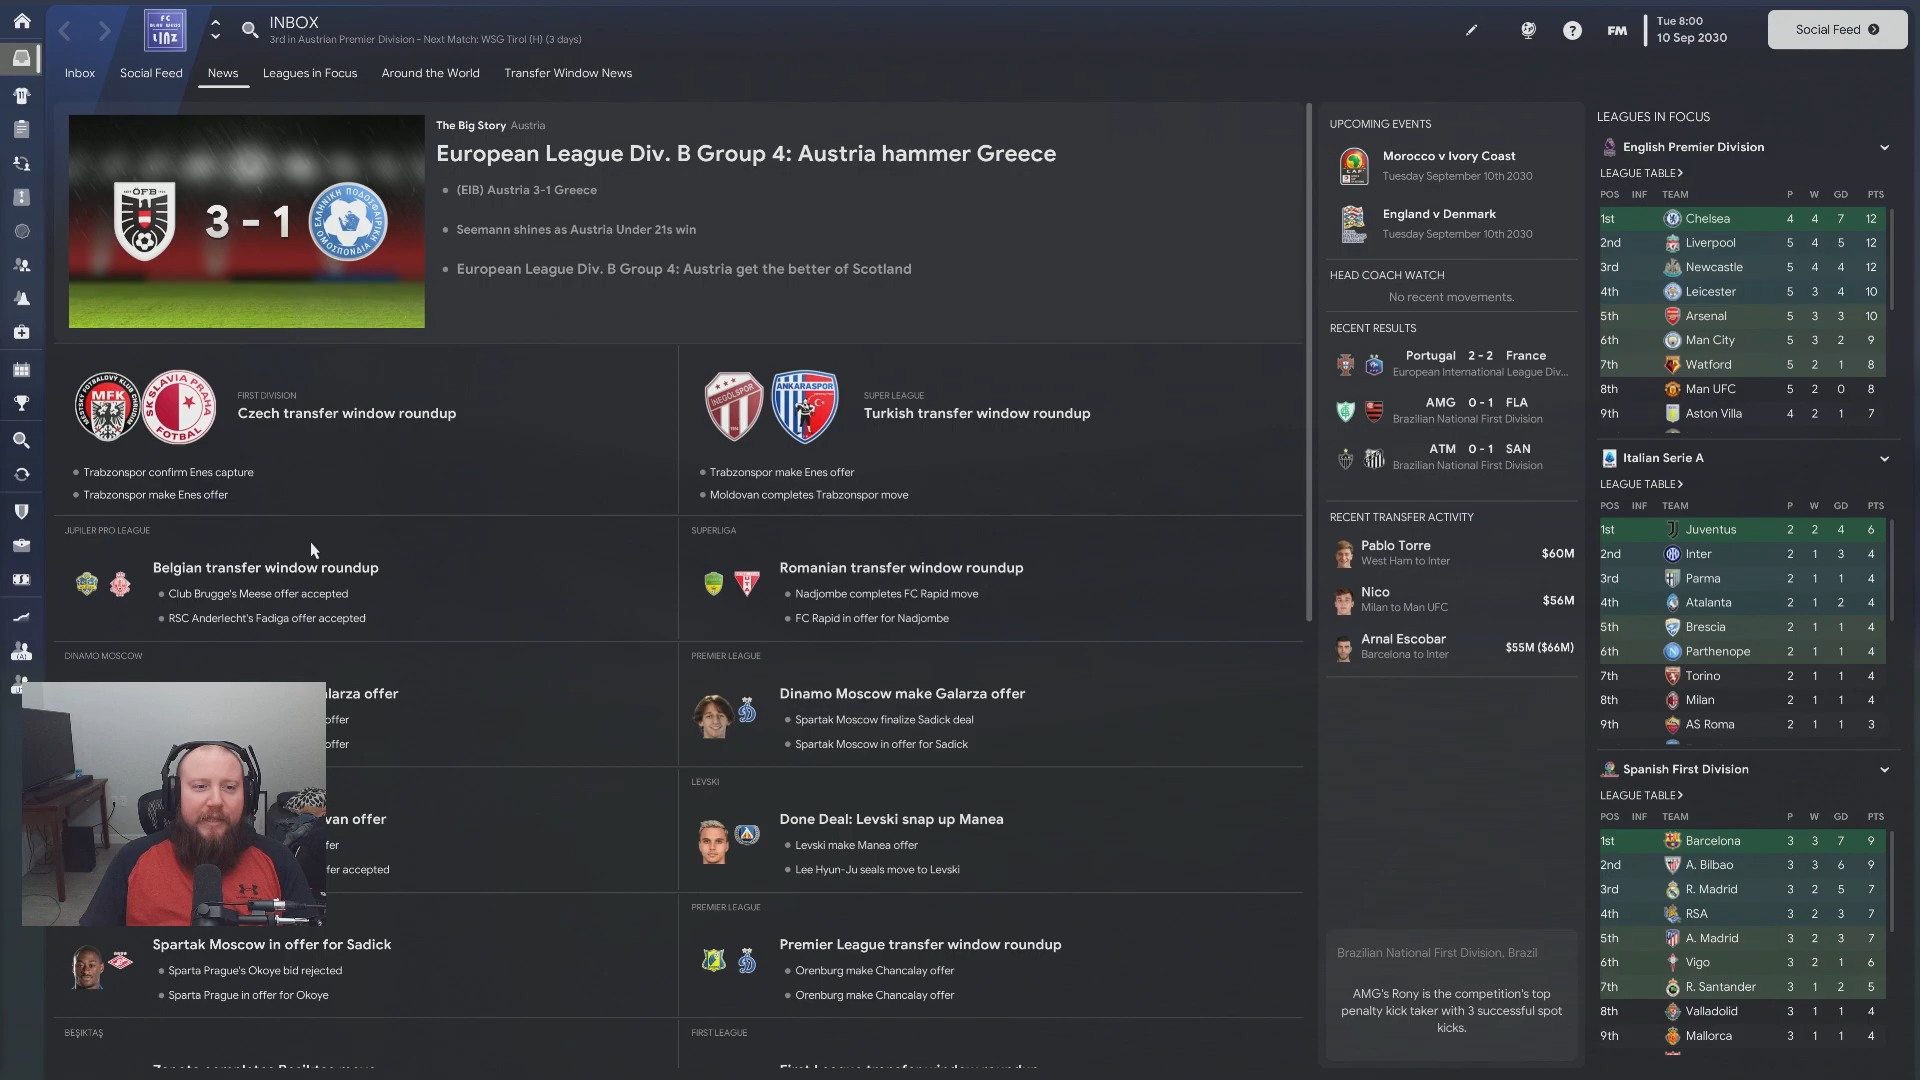 INBOX
3rd in Austrian Premier Division - Next Match: WSG Tirol (H) (3 days)
FC
BLAU WEISS
LINZ
FM
Tue 8:00
10 Sep 2030
Social Feed
Inbox
Social Feed
News
Leagues in Focus
Around the World
Transfer Window News
ÖFB
3 - 1
The Big Story Austria
European League Div. B Group 4: Austria hammer Greece
(EIB) Austria 3-1 Greece
Seemann shines as Austria Under 21s win
European League Div. B Group 4: Austria get the better of Scotland
FIRST DIVISION
Czech transfer window roundup
Trabzonspor confirm Enes capture
Trabzonspor make Enes offer
SUPER LEAGUE
Turkish transfer window roundup
Trabzonspor make Enes offer
Moldovan completes Trabzonspor move
JUPILER PRO LEAGUE
Belgian transfer window roundup
Club Brugge's Meese offer accepted
RSC Anderlecht's Fadiga offer accepted
SUPERLIGA
Romanian transfer window roundup
Nadjombe completes FC Rapid move
FC Rapid in offer for Nadjombe
DINAMO MOSCOW
alarza offer
offer
offer
PREMIER LEAGUE
Dinamo Moscow make Galarza offer
Spartak Moscow finalize Sadick deal
Spartak Moscow in offer for Sadick
van offer
fer
fer accepted
LEVSKI
Done Deal: Levski snap up Manea
Levski make Manea offer
Lee Hyun-Ju seals move to Levski
Spartak Moscow in offer for Sadick
Sparta Prague's Okoye bid rejected
Sparta Prague in offer for Okoye
PREMIER LEAGUE
Premier League transfer window roundup
Orenburg make Chancalay offer
Orenburg make Chancalay offer
BEŞIKTAŞ
FIRST LEAGUE
UPCOMING EVENTS
Morocco v Ivory Coast
Tuesday September 10th 2030
England v Denmark
Tuesday September 10th 2030
HEAD COACH WATCH
No recent movements.
RECENT RESULTS
Portugal 2 - 2 France
European International League Div...
AMG 0 - 1 FLA
Brazilian National First Division
ATM 0 - 1 SAN
Brazilian National First Division
RECENT TRANSFER ACTIVITY
Pablo Torre
West Ham to Inter
$60M
Nico
Milan to Man UFC
$56M
Arnal Escobar
Barcelona to Inter
$55M ($66M)
Brazilian National First Division, Brazil
AMG's Rony is the competition's top
penalty kick taker with 3 successful spot
kicks.
LEAGUES IN FOCUS
English Premier Division
LEAGUE TABLE
POS INF TEAM P W GD PTS
1st Chelsea 4 4 7 12
2nd Liverpool 5 4 5 12
3rd Newcastle 5 4 4 12
4th Leicester 5 3 4 10
5th Arsenal 5 3 3 10
6th Man City 5 3 2 9
7th Watford 5 2 1 8
8th Man UFC 5 2 0 8
9th Aston Villa 4 2 1 7
Italian Serie A
LEAGUE TABLE
POS INF TEAM P W GD PTS
1st Juventus 2 2 4 6
2nd Inter 2 1 3 4
3rd Parma 2 1 1 4
4th Atalanta 2 1 2 4
5th Brescia 2 1 1 4
6th Parthenope 2 1 1 4
7th Torino 2 1 1 4
8th Milan 2 1 1 4
9th AS Roma 2 1 1 3
Spanish First Division
LEAGUE TABLE
POS INF TEAM P W GD PTS
1st Barcelona 3 3 7 9
2nd A. Bilbao 3 3 6 9
3rd R. Madrid 3 2 5 7
4th RSA 3 2 3 7
5th A. Madrid 3 2 3 7
6th Vigo 3 2 1 6
7th R. Santander 3 1 2 5
8th Valladolid 3 1 1 4
9th Mallorca 3 1 1 4